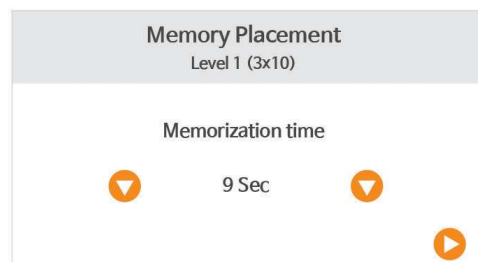 Memory Placement
Level 1 (3x10)
Memorization time
9 Sec